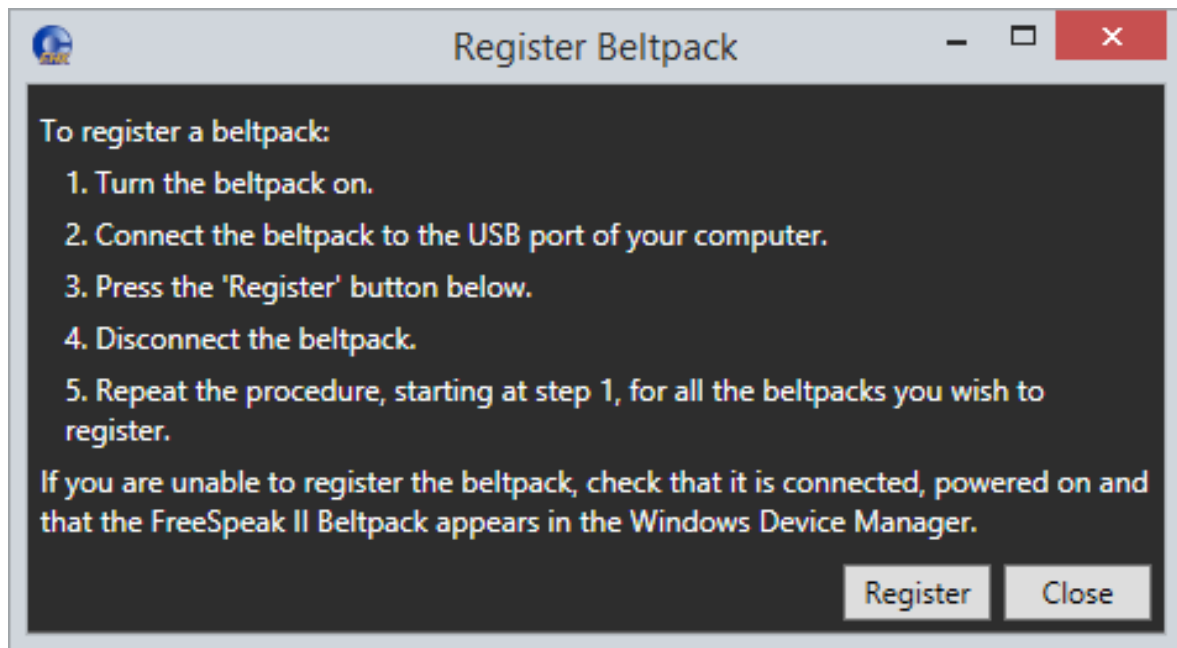 Register Beltpack
To register a beltpack:
1. Turn the beltpack on.
2. Connect the beltpack to the USB port of your computer.
3. Press the 'Register' button below.
4. Disconnect the beltpack.
5. Repeat the procedure, starting at step 1, for all the beltpacks you wish to
register.
If you are unable to register the beltpack, check that it is connected, powered on and
that the FreeSpeak II Beltpack appears in the Windows Device Manager.
Register Close